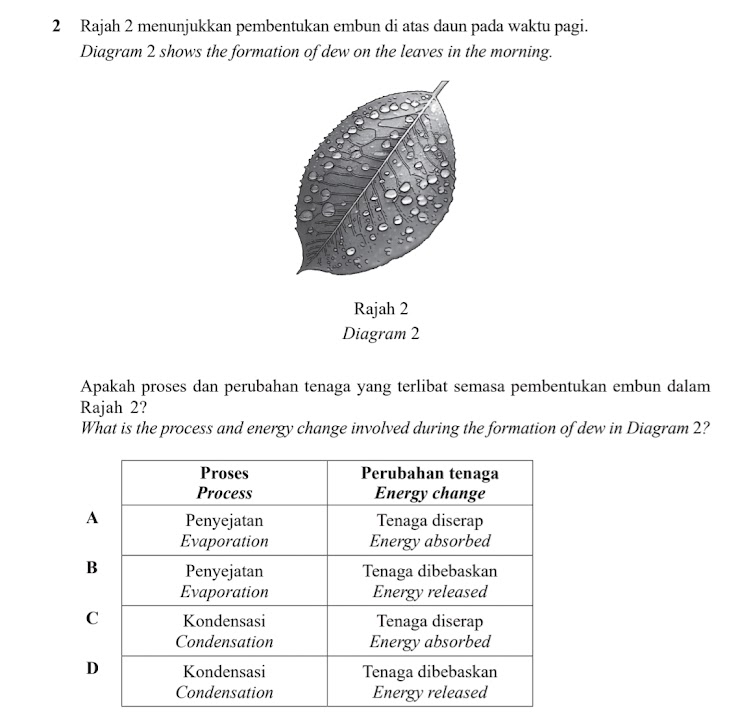 2 Rajah 2 menunjukkan pembentukan embun di atas daun pada waktu pagi.
Diagram 2 shows the formation of dew on the leaves in the morning.
Rajah 2
Diagram 2
Apakah proses dan perubahan tenaga yang terlibat semasa pembentukan embun dalam
Rajah 2?
What is the process and energy change involved during the formation of dew in Diagram 2?
Proses Perubahan tenaga
Process Energy change
A Penyejatan Tenaga diserap
Evaporation Energy absorbed
B Penyejatan Tenaga dibebaskan
Evaporation Energy released
C Kondensasi Tenaga diserap
Condensation Energy absorbed
D Kondensasi Tenaga dibebaskan
Condensation Energy released